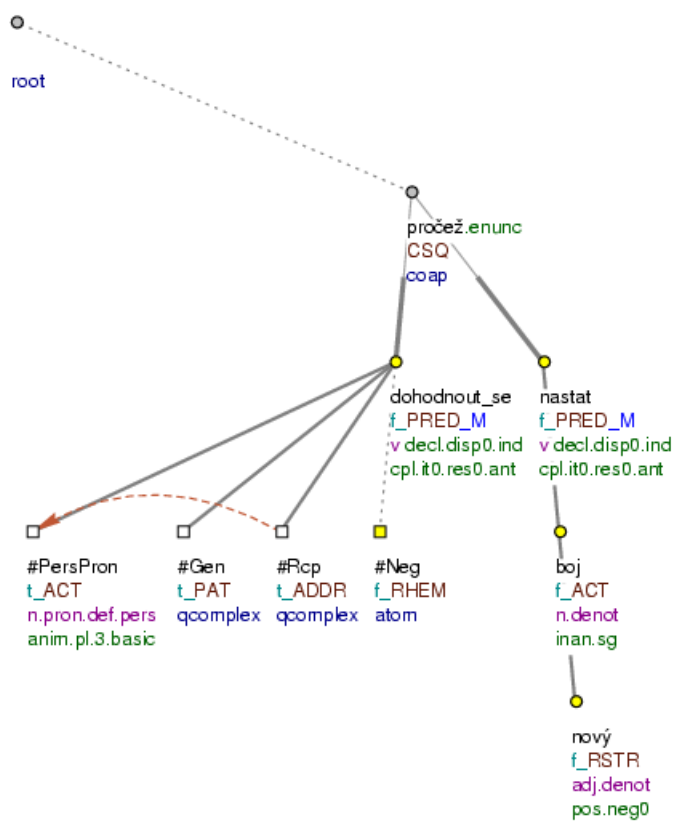 root
pročež.enunc
CSQ
coap
dohodnout_se
f_PRED_M
v decl.disp0.ind
cpl.it0.res0.ant
nastat
f_PRED_M
v decl.disp0.ind
cpl.it0.res0.ant
#PersPron
t_ACT
n.pron.def.pers
anim.pl.3.basic
#Gen
t_PAT
qcomplex
#Rcp
t_ADDR
qcomplex
#Neg
f_RHEM
atom
boj
f_ACT
n.denot
inan.sg
nový
f_RSTR
adj.denot
pos.neg0